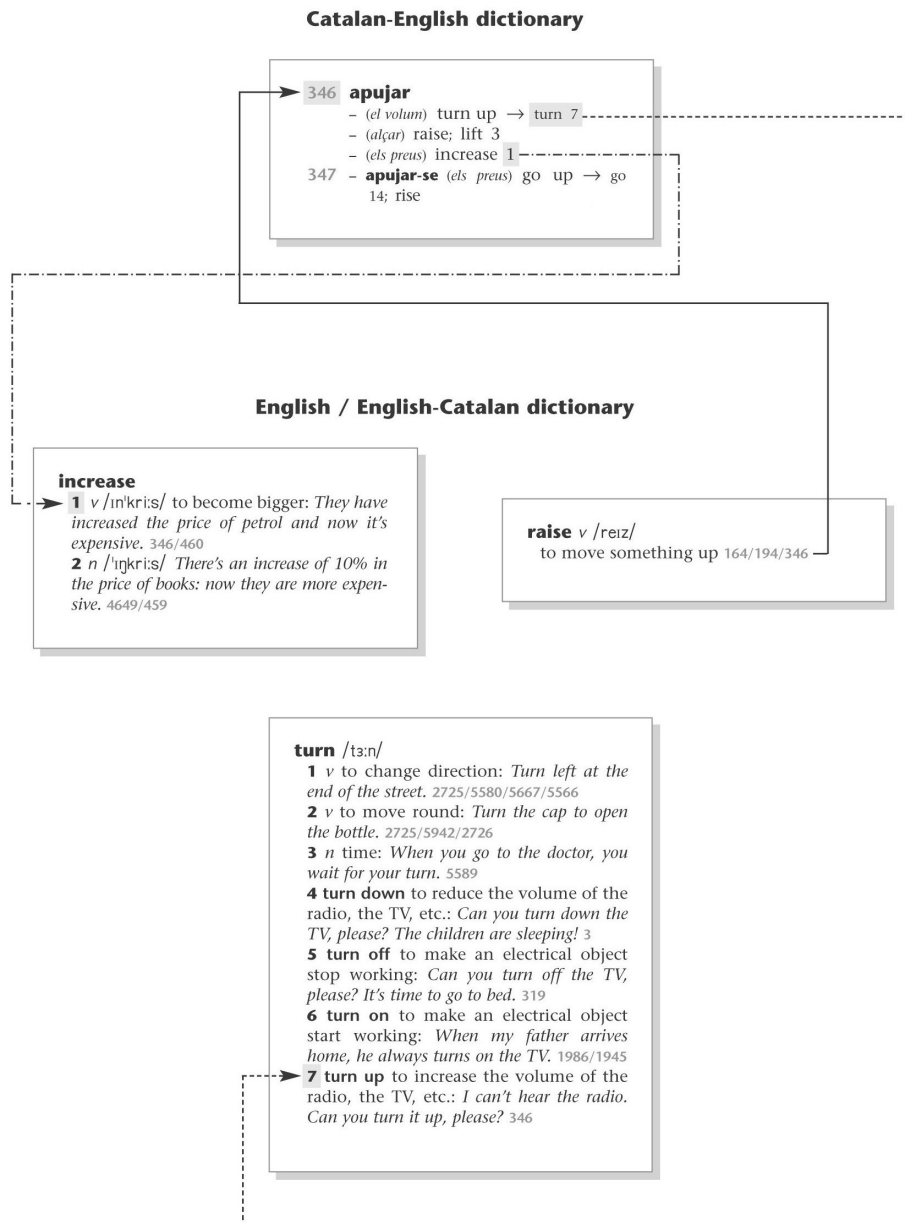 Catalan-English dictionary
346 apujar
– (el volum) turn up → turn 7
– (alçar) raise; lift 3
– (els preus) increase 1
347 – apujar-se (els preus) go up → go
14; rise
English / English-Catalan dictionary
increase
1 v /ɪn'kriːs/ to become bigger: They have
increased the price of petrol and now it's
expensive. 346/460
2 n /'ɪŋkriːs/ There's an increase of 10% in
the price of books: now they are more expen-
sive. 4649/459
raise v /reɪz/
to move something up 164/194/346
turn /tɜːn/
1 v to change direction: Turn left at the
end of the street. 2725/5580/5667/5566
2 v to move round: Turn the cap to open
the bottle. 2725/5942/2726
3 n time: When you go to the doctor, you
wait for your turn. 5589
4 turn down to reduce the volume of the
radio, the TV, etc.: Can you turn down the
TV, please? The children are sleeping! 3
5 turn off to make an electrical object
stop working: Can you turn off the TV,
please? It's time to go to bed. 319
6 turn on to make an electrical object
start working: When my father arrives
home, he always turns on the TV. 1986/1945
7 turn up to increase the volume of the
radio, the TV, etc.: I can't hear the radio.
Can you turn it up, please? 346